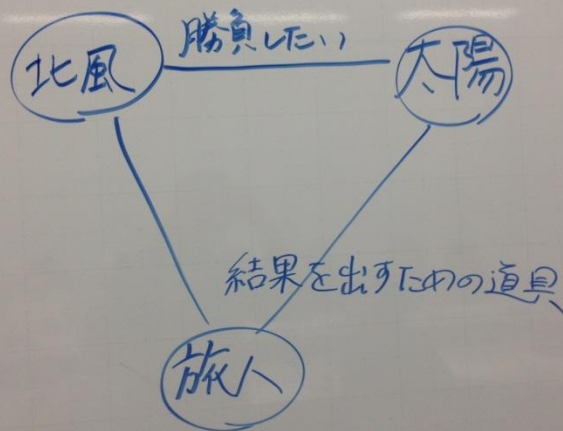 勝負したい
北風
太陽
結果を出すための道具
旅人